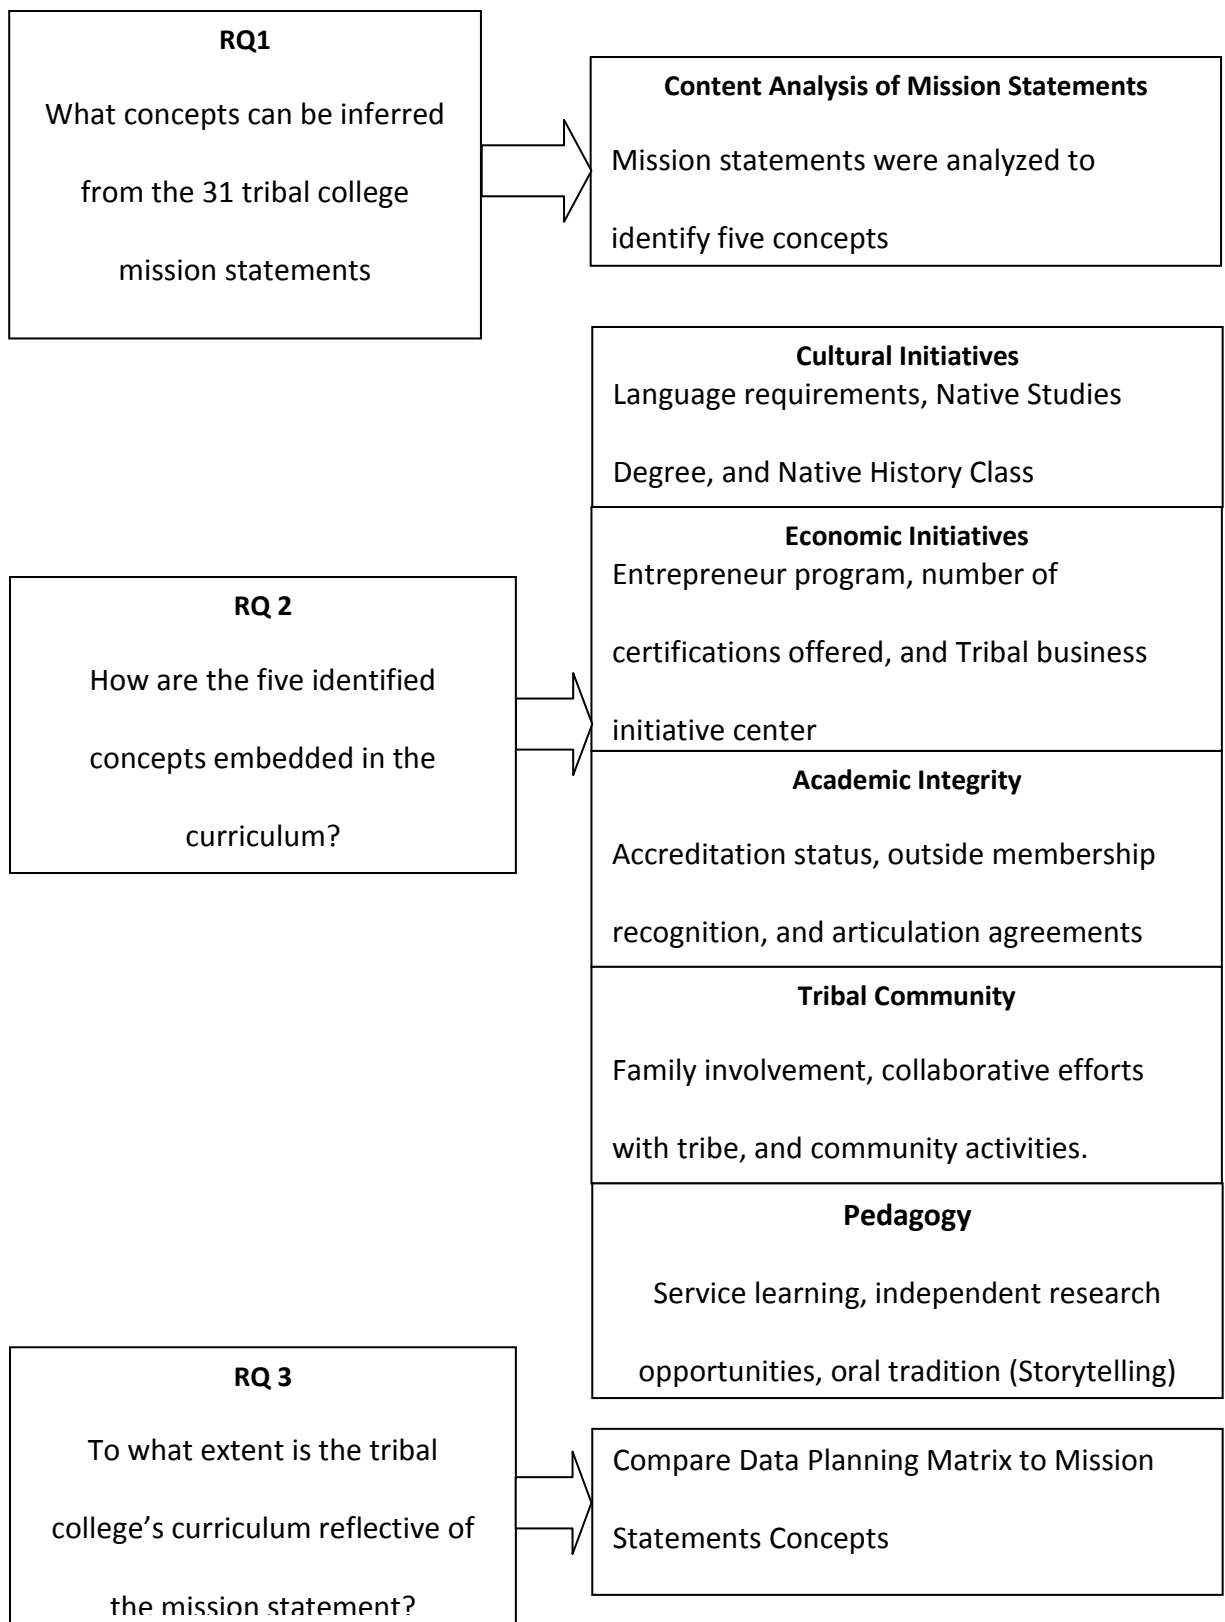 RQ1
What concepts can be inferred
from the 31 tribal college
mission statements
Content Analysis of Mission Statements
Mission statements were analyzed to
identify five concepts
Cultural Initiatives
Language requirements, Native Studies
Degree, and Native History Class
Economic Initiatives
Entrepreneur program, number of
certifications offered, and Tribal business
initiative center
RQ 2
How are the five identified
concepts embedded in the
curriculum?
Academic Integrity
Accreditation status, outside membership
recognition, and articulation agreements
Tribal Community
Family involvement, collaborative efforts
with tribe, and community activities.
Pedagogy
Service learning, independent research
opportunities, oral tradition (Storytelling)
RQ 3
To what extent is the tribal
college’s curriculum reflective of
the mission statement?
Compare Data Planning Matrix to Mission
Statements Concepts